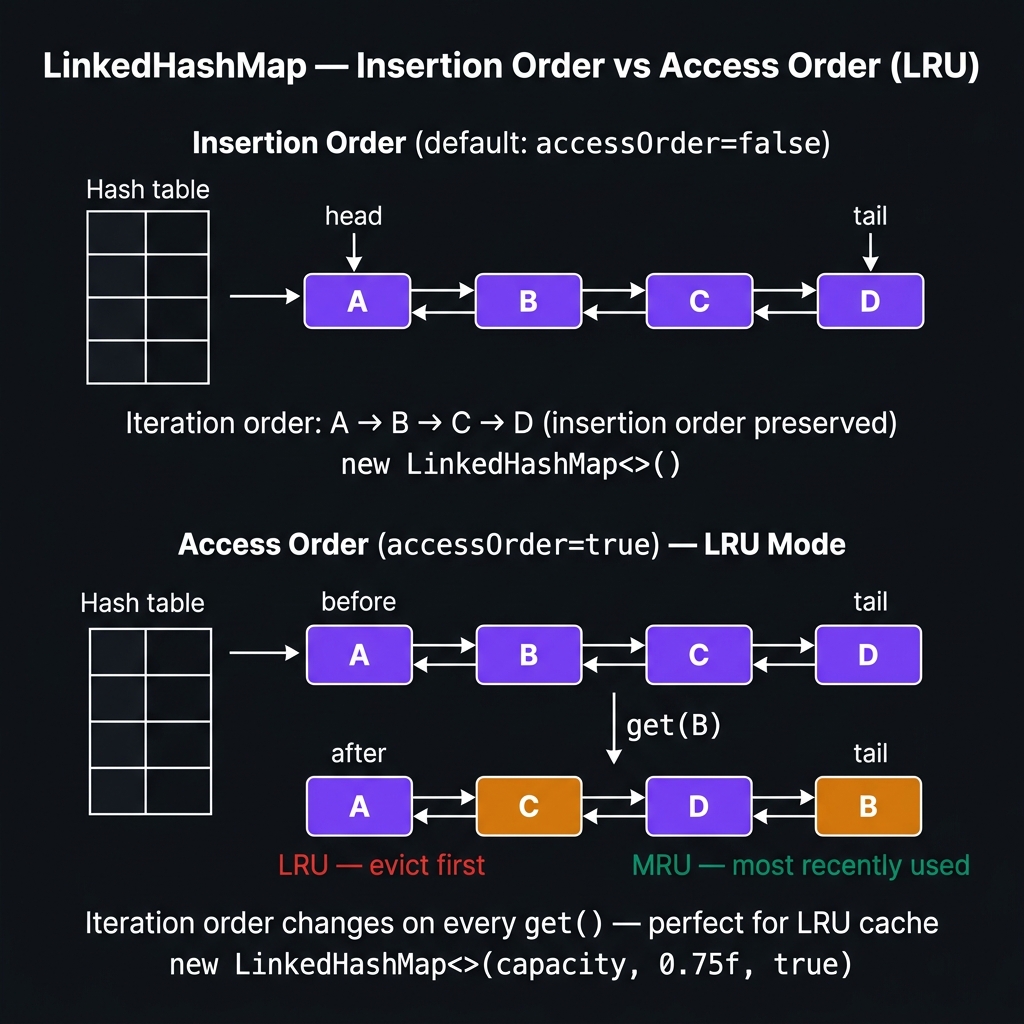 LinkedHashMap — Insertion Order vs Access Order (LRU)
Insertion Order (default: accessOrder=false)
Hash table
head
tail
A
B
C
D
Iteration order: A → B → C → D (insertion order preserved)
new LinkedHashMap<>()
Access Order (accessOrder=true) — LRU Mode
Hash table
before
tail
A
B
C
D
get(B)
after
tail
A
C
D
B
LRU — evict first
MRU — most recently used
Iteration order changes on every get() — perfect for LRU cache
new LinkedHashMap<>(capacity, 0.75f, true)